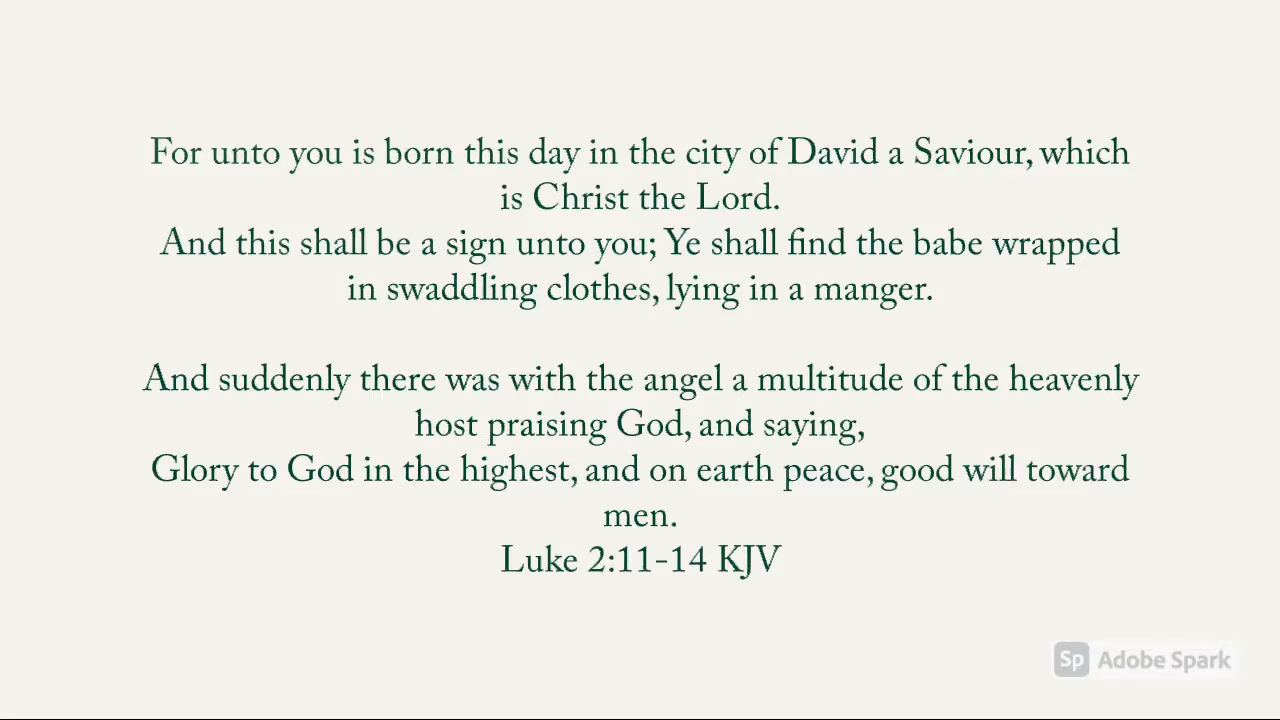 For unto you is born this day in the city of David a Saviour, which
is Christ the Lord.
And this shall be a sign unto you; Ye shall find the babe wrapped
in swaddling clothes, lying in a manger.
And suddenly there was with the angel a multitude of the heavenly
host praising God, and saying,
Glory to God in the highest, and on earth peace, good will toward
men.
Luke 2:11-14 KJV
Sp Adobe Spark